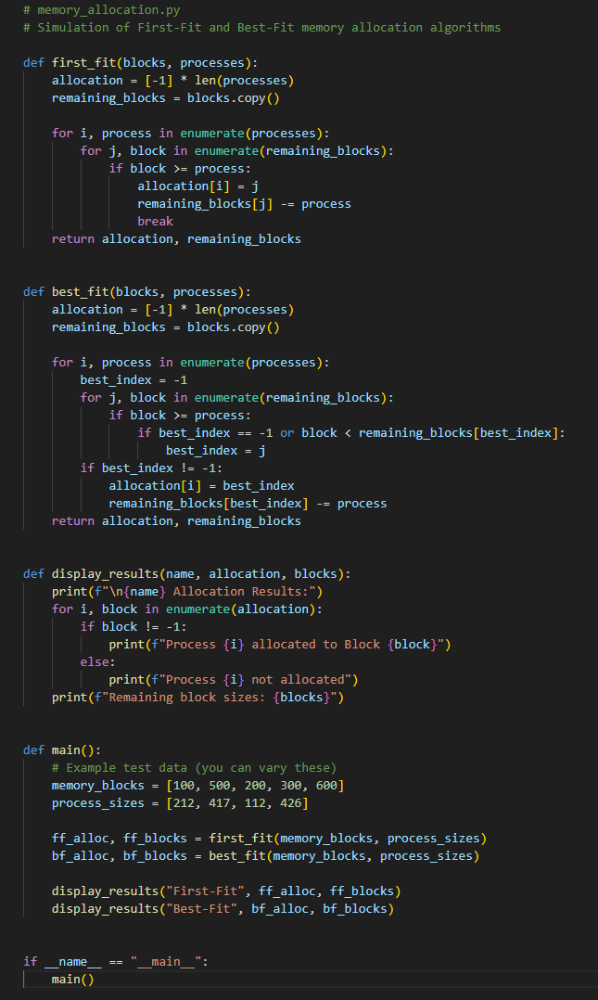 # memory_allocation.py
# Simulation of First-Fit and Best-Fit memory allocation algorithms

def first_fit(blocks, processes):
    allocation = [-1] * len(processes)
    remaining_blocks = blocks.copy()

    for i, process in enumerate(processes):
        for j, block in enumerate(remaining_blocks):
            if block >= process:
                allocation[i] = j
                remaining_blocks[j] -= process
                break
    return allocation, remaining_blocks


def best_fit(blocks, processes):
    allocation = [-1] * len(processes)
    remaining_blocks = blocks.copy()

    for i, process in enumerate(processes):
        best_index = -1
        for j, block in enumerate(remaining_blocks):
            if block >= process:
                if best_index == -1 or block < remaining_blocks[best_index]:
                    best_index = j
        if best_index != -1:
            allocation[i] = best_index
            remaining_blocks[best_index] -= process
    return allocation, remaining_blocks


def display_results(name, allocation, blocks):
    print(f"\n{name} Allocation Results:")
    for i, block in enumerate(allocation):
        if block != -1:
            print(f"Process {i} allocated to Block {block}")
        else:
            print(f"Process {i} not allocated")
    print(f"Remaining block sizes: {blocks}")


def main():
    # Example test data (you can vary these)
    memory_blocks = [100, 500, 200, 300, 600]
    process_sizes = [212, 417, 112, 426]

    ff_alloc, ff_blocks = first_fit(memory_blocks, process_sizes)
    bf_alloc, bf_blocks = best_fit(memory_blocks, process_sizes)

    display_results("First-Fit", ff_alloc, ff_blocks)
    display_results("Best-Fit", bf_alloc, bf_blocks)


if __name__ == "__main__":
    main()